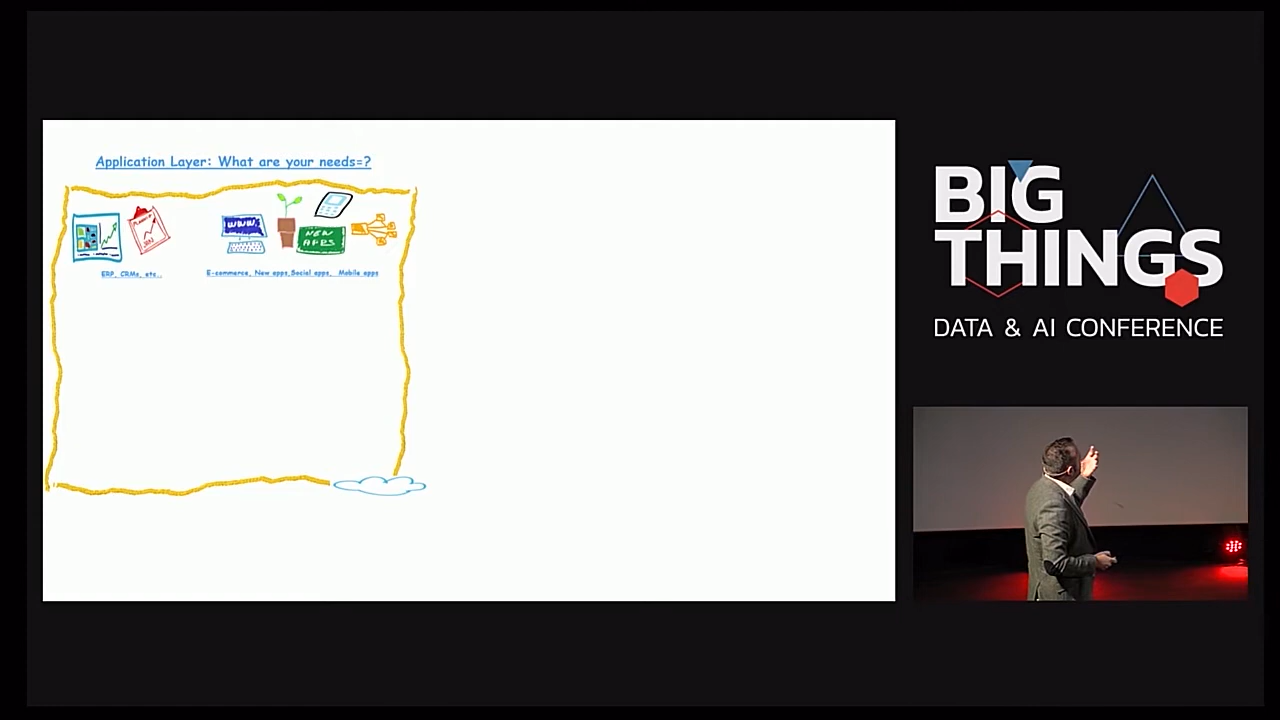 Application Layer: What are your needs=?
WWW.
NEW
APPS
ERP, CRMs, etc..
E-commerce, New apps,Social apps, Mobile apps
BIG
THINGS
DATA & AI CONFERENCE